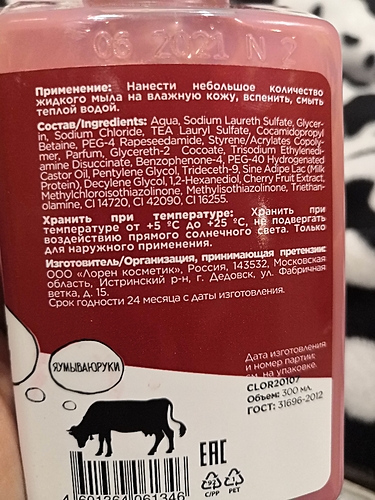 06 2021 N 2
Применение: Нанести небольшое количество
жидкого мыла на влажную кожу, вспенить, смыть
теплой водой.
Состав/Ingredients: Aqua, Sodium Laureth Sulfate, Glycer-
in, Sodium Chloride, TEA Lauryl Sulfate, Cocamidopropyl
Betaine, PEG-4 Rapeseedamide, Styrene/Acrylates Copoly-
mer, Parfum, Glycereth-2 Cocoate, Trisodium Ethylenedi-
amine Disuccinate, Benzophenone-4, PEG-40 Hydrogenated
Castor Oil, Pentylene Glycol, Trideceth-9, Sine Adipe Lac (Milk
Protein), Decylene Glycol, 1,2-Hexanediol, Cherry Fruit Extract,
Methylchloroisothiazolinone, Methylisothiazolinone, Triethan-
olamine, CI 14720, CI 42090, CI 16255.
Хранить при температуре: Хранить при
температуре от +5 °С до +25 °С, не подвергать
воздействию прямого солнечного света. Только
для наружного применения.
Изготовитель/Организация, принимающая претензии:
ООО «Лорен косметик», Россия, 143532, Московская
область, Истринский р-н, г. Дедовск, ул. Фабричная
ветка, д. 15.
Срок годности 24 месяца с даты изготовления.
ЯУМЫВАЮРУКИ
Дата изготовления
и номер партии:
см. на упаковке.
CLOR20107
Объем: 300 мл.
ГОСТ: 31696-2012
EAC
C/PP PET
4 601264 061346